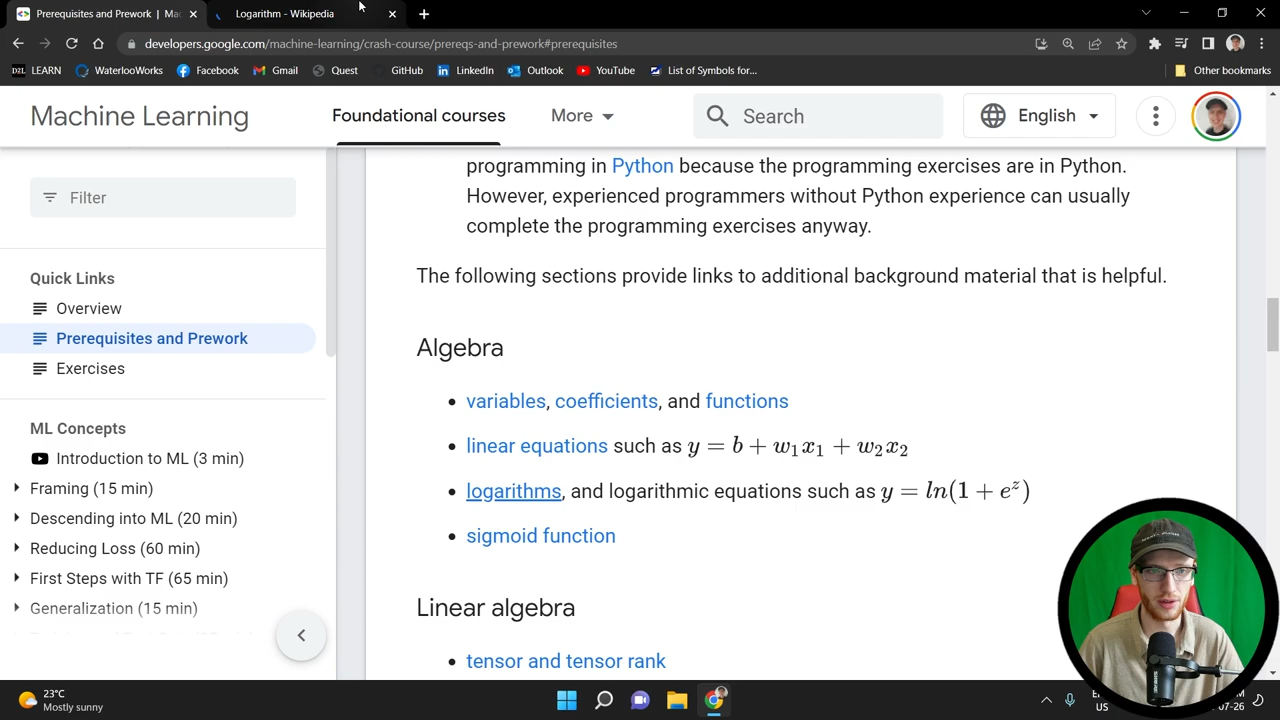 Prerequisites and Prework | Ma
Logarithm - Wikipedia
developers.google.com/machine-learning/crash-course/prereqs-and-prework#prerequisites
D2L LEARN
WaterlooWorks
Facebook
Gmail
Quest
GitHub
LinkedIn
Outlook
YouTube
List of Symbols for...
Other bookmarks
Machine Learning
Foundational courses
More
Search
English
Filter
Quick Links
Overview
Prerequisites and Prework
Exercises
ML Concepts
Introduction to ML (3 min)
Framing (15 min)
Descending into ML (20 min)
Reducing Loss (60 min)
First Steps with TF (65 min)
Generalization (15 min)
programming in Python because the programming exercises are in Python.
However, experienced programmers without Python experience can usually
complete the programming exercises anyway.
The following sections provide links to additional background material that is helpful.
Algebra
variables, coefficients, and functions
linear equations such as y = b + w₁x₁ + w₂x₂
logarithms, and logarithmic equations such as y = ln(1 + eᶻ)
sigmoid function
Linear algebra
tensor and tensor rank
23°C
Mostly sunny
US
-07-26